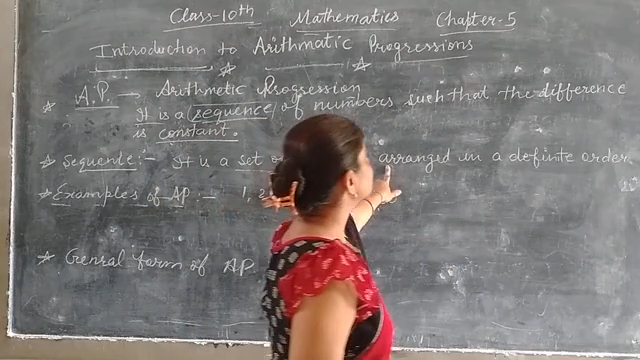 Class-10th Mathematics Chapter-5
Introduction to Arithmatic Progressions
A.P. → Arithmetic Progression
It is a sequence of numbers such that the difference
is constant.
Sequence:- It is a set arranged in a definite order
Examples of AP :- 1, 2
Genral form of AP